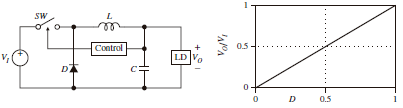 SW
L
Control
V_I
+
D
C
LD
+
V_O
−
V_O/V_I
1
0.5
0
0
D
0.5
1